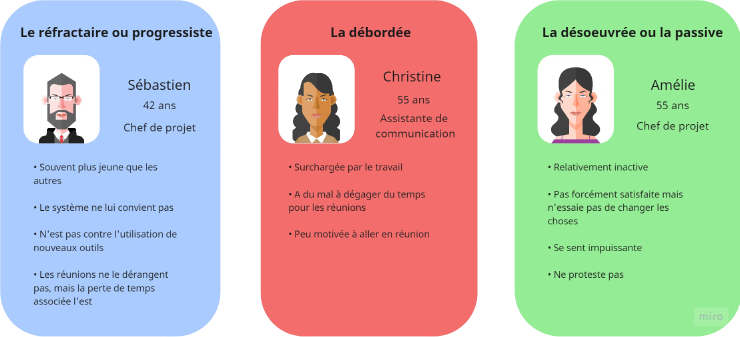 Le réfractaire ou progressiste
Sébastien
42 ans
Chef de projet
• Souvent plus jeune que les
autres
• Le système ne lui convient pas
• N'est pas contre l'utilisation de
nouveaux outils
• Les réunions ne le dérangent
pas, mais la perte de temps
associée l'est
La débordée
Christine
55 ans
Assistante de
communication
• Surchargée par le travail
• A du mal à dégager du temps
pour les réunions
• Peu motivée à aller en réunion
La désoeuvrée ou la passive
Amélie
55 ans
Chef de projet
• Relativement inactive
• Pas forcément satisfaite mais
n'essaie pas de changer les
choses
• Se sent impuissante
• Ne proteste pas
miro